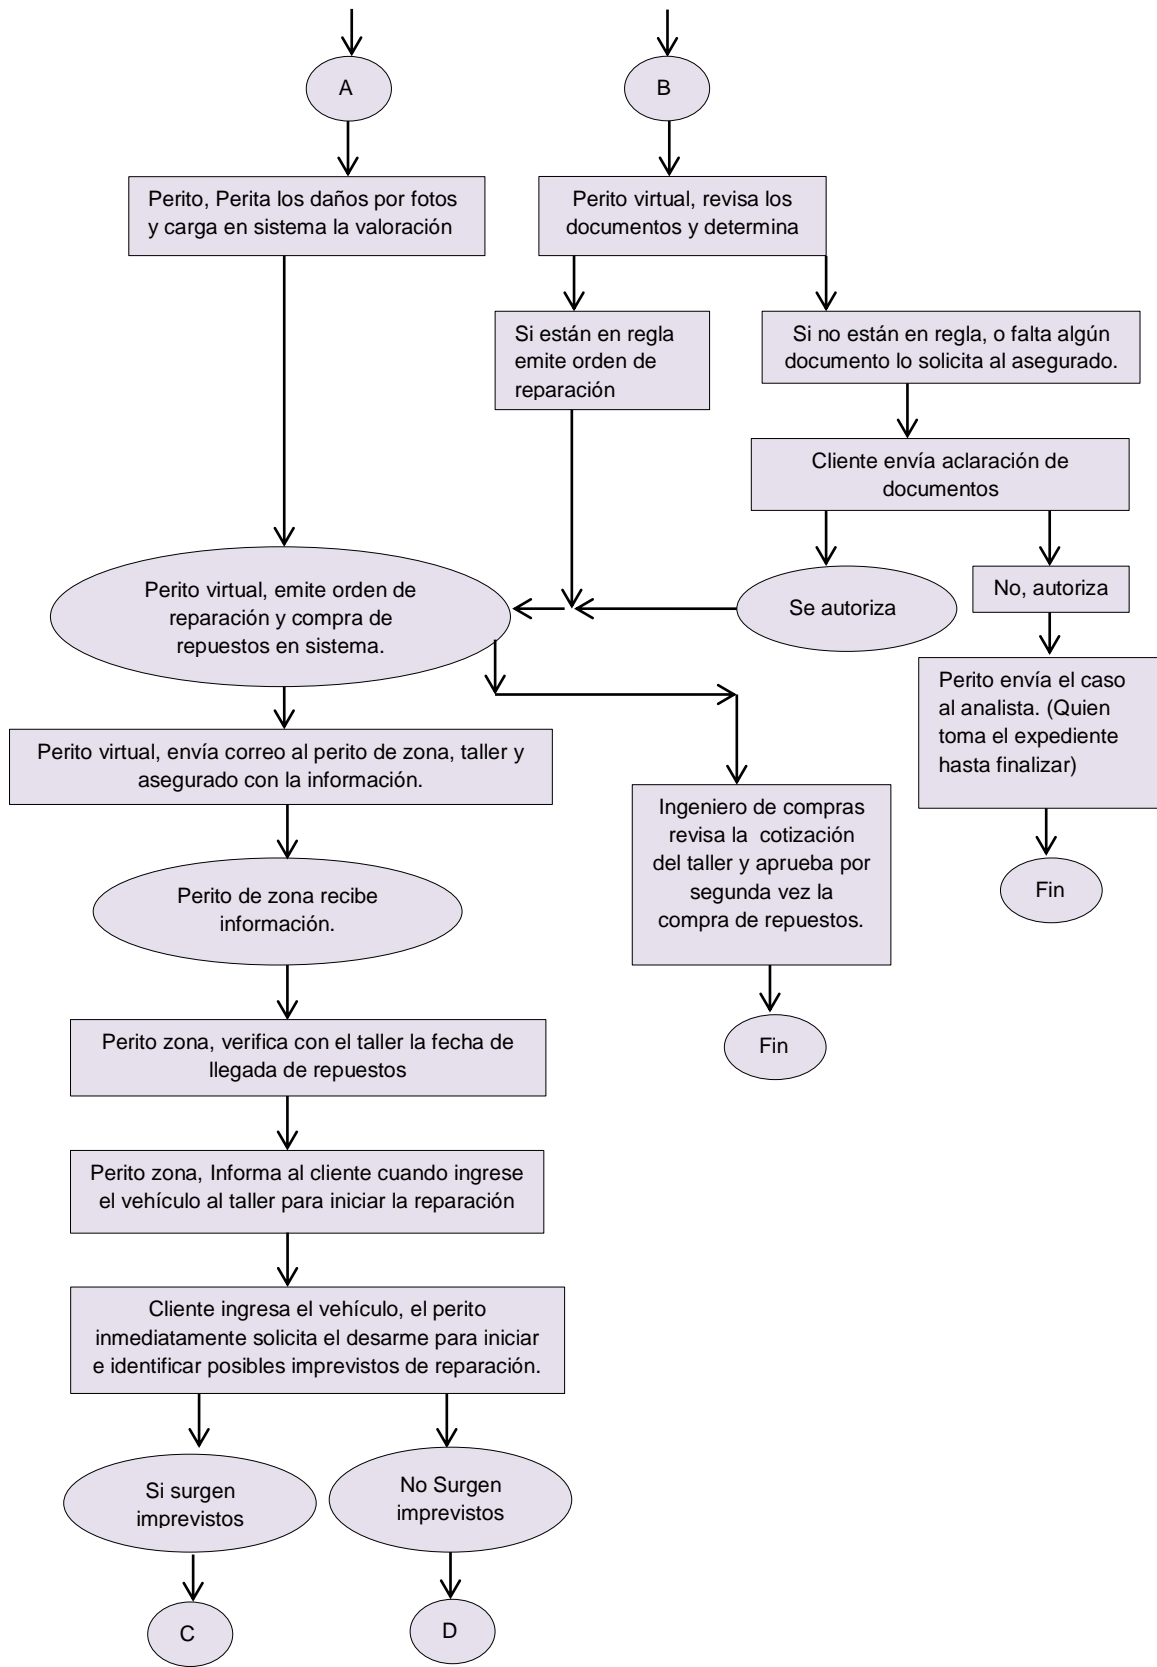 A
B
Perito, Perita los daños por fotos
y carga en sistema la valoración
Perito virtual, revisa los
documentos y determina
Si están en regla
emite orden de
reparación
Si no están en regla, o falta algún
documento lo solicita al asegurado.
Cliente envía aclaración de
documentos
Perito virtual, emite orden de
reparación y compra de
repuestos en sistema.
Se autoriza
No, autoriza
Perito envía el caso
al analista. (Quien
toma el expediente
hasta finalizar)
Perito virtual, envía correo al perito de zona, taller y
asegurado con la información.
Ingeniero de compras
revisa la cotización
del taller y aprueba por
segunda vez la
compra de repuestos.
Fin
Perito de zona recibe
información.
Perito zona, verifica con el taller la fecha de
llegada de repuestos
Fin
Perito zona, Informa al cliente cuando ingrese
el vehículo al taller para iniciar la reparación
Cliente ingresa el vehículo, el perito
inmediatamente solicita el desarme para iniciar
e identificar posibles imprevistos de reparación.
Si surgen
imprevistos
No Surgen
imprevistos
C
D